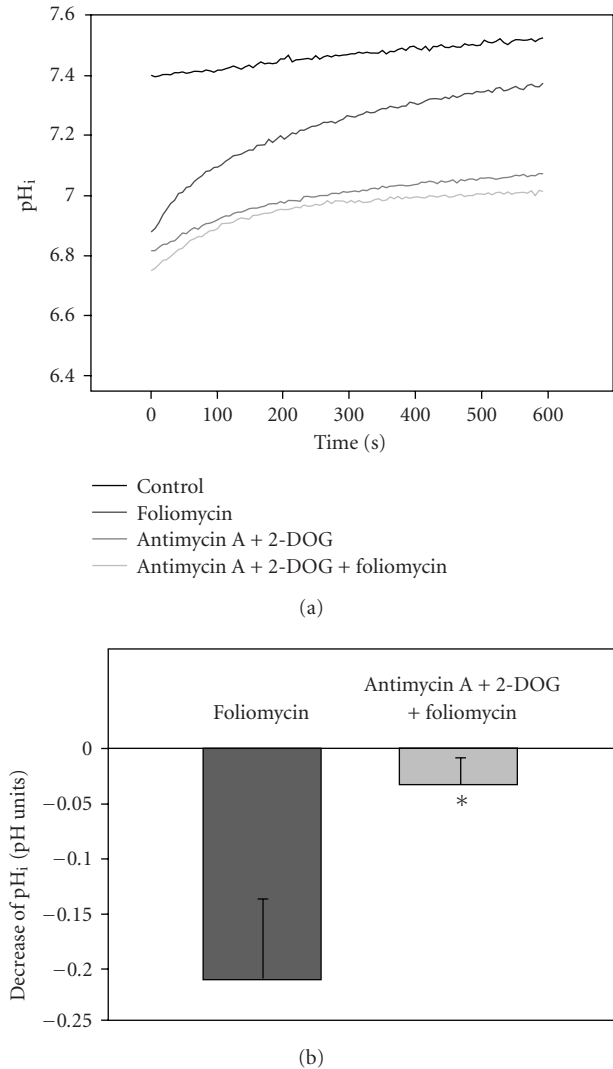 7.6
7.4
7.2
7
6.8
6.6
6.4
pHi
0 100 200 300 400 500 600
Time (s)
Control
Foliomycin
Antimycin A + 2-DOG
Antimycin A + 2-DOG + foliomycin
(a)
Foliomycin
Antimycin A + 2-DOG
+ foliomycin
0
−0.05
−0.1
−0.15
−0.2
−0.25
Decrease of pHi (pH units)
*
(b)